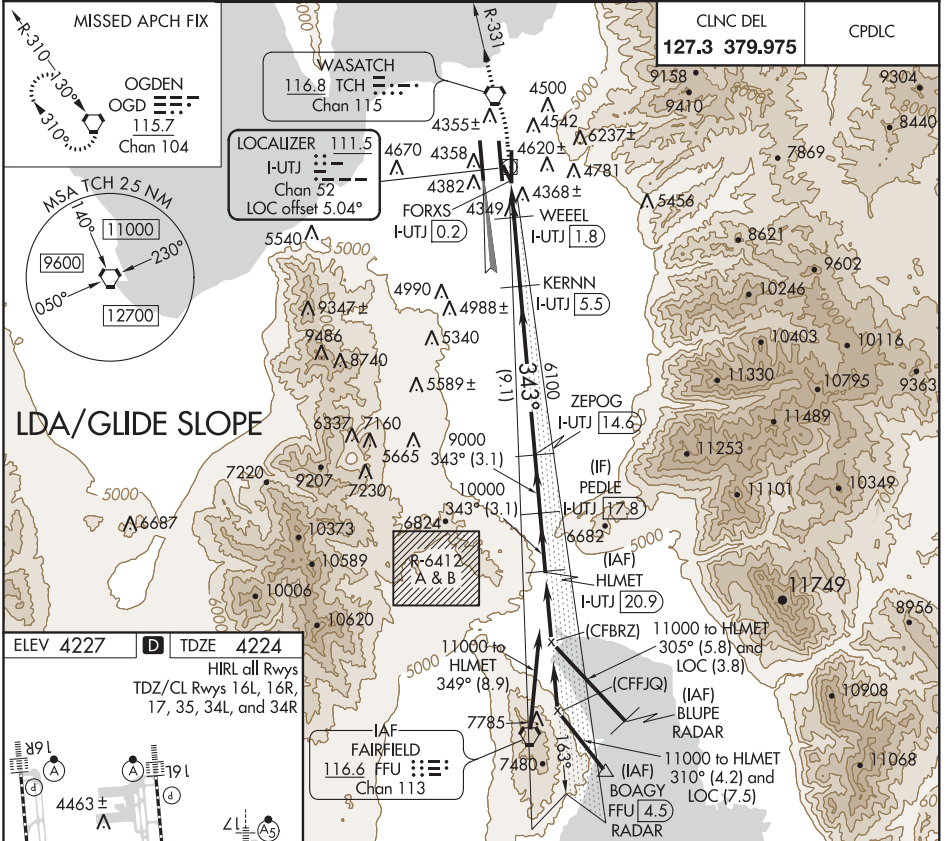 MISSED APCH FIX
R-310
130°
310°
OGDEN
OGD
115.7
Chan 104
R-331
WASATCH
116.8 TCH
Chan 115
LOCALIZER 111.5
I-UTJ
Chan 52
LOC offset 5.04°
CLNC DEL
127.3 379.975
CPDLC
MSA TCH 25 NM
140°
11000
230°
9600
050°
12700
5000
9158
9410
9304
8440
4500
4542
4355±
6237±
4620±
4670
4358
4781
7869
4382
4368±
4349
5456
FORXS
I-UTJ 0.2
WEEEL
I-UTJ 1.8
5540
5000
8621
9602
KERNN
I-UTJ 5.5
4990
4988±
10246
9347±
9486
8740
5340
10403
10116
5589±
343°
6100
(9.1)
11330
10795
9363
LDA/GLIDE SLOPE
ZEPOG
I-UTJ 14.6
11489
6337
7160
5665
9000
343° (3.1)
11253
7220
9207
7230
(IF)
PEDLE
I-UTJ 17.8
10000
343° (3.1)
11101
10349
5000
6687
6824
6682
5000
10373
R-6412
A & B
(IAF)
HLMET
I-UTJ 20.9
10589
10006
11749
10620
8956
(CFBRZ)
11000 to HLMET
305° (5.8) and
LOC (3.8)
5000
11000 to
HLMET
349° (8.9)
(CFFJQ)
(IAF)
BLUPE
RADAR
10908
7785
IAF
FAIRFIELD
116.6 FFU
Chan 113
7480
163°
11000 to HLMET
310° (4.2) and
LOC (7.5)
11068
(IAF)
BOAGY
FFU 4.5
RADAR
ELEV 4227
D
TDZE 4224
HIRL all Rwys
TDZ/CL Rwys 16L, 16R,
17, 35, 34L, and 34R
16R
A
A
16L
P
P
4463±
17
A5